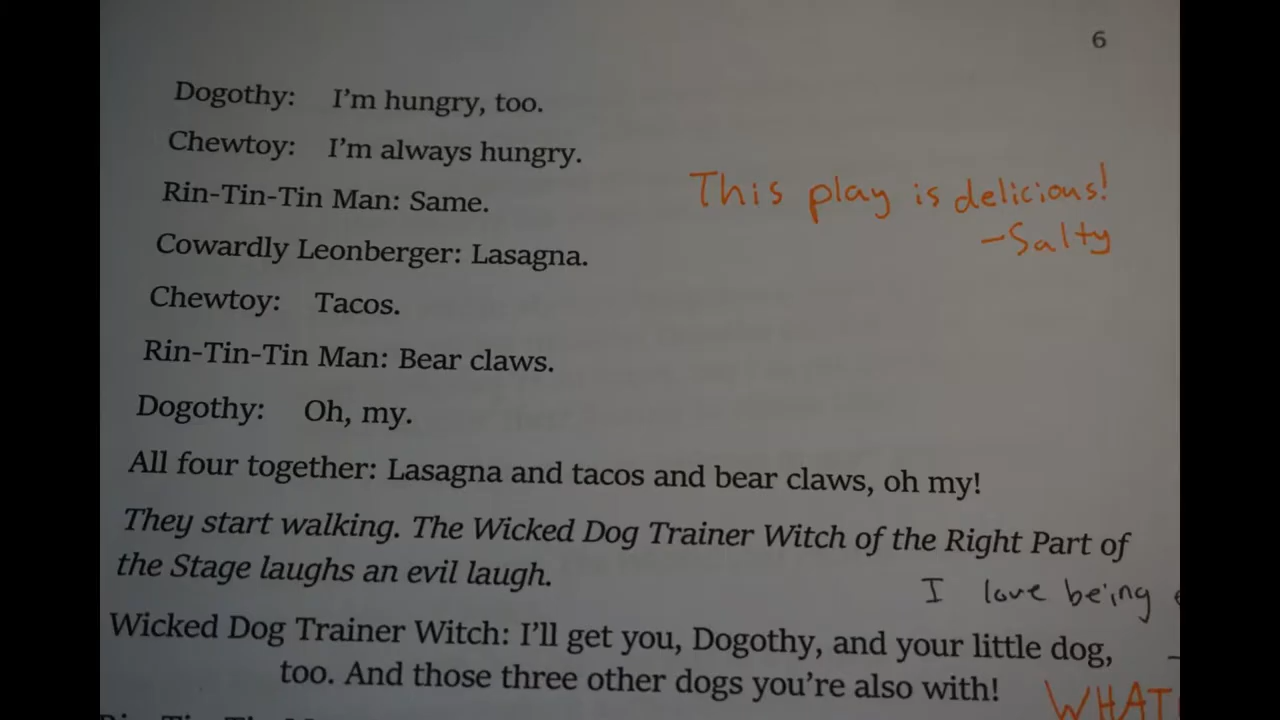 6
Dogothy: I'm hungry, too.
Chewtoy: I'm always hungry.
Rin-Tin-Tin Man: Same.
This play is delicious!
-Salty
Cowardly Leonberger: Lasagna.
Chewtoy: Tacos.
Rin-Tin-Tin Man: Bear claws.
Dogothy: Oh, my.
All four together: Lasagna and tacos and bear claws, oh my!
They start walking. The Wicked Dog Trainer Witch of the Right Part of
the Stage laughs an evil laugh.
I love being
Wicked Dog Trainer Witch: I'll get you, Dogothy, and your little dog,
too. And those three other dogs you're also with!
WHAT